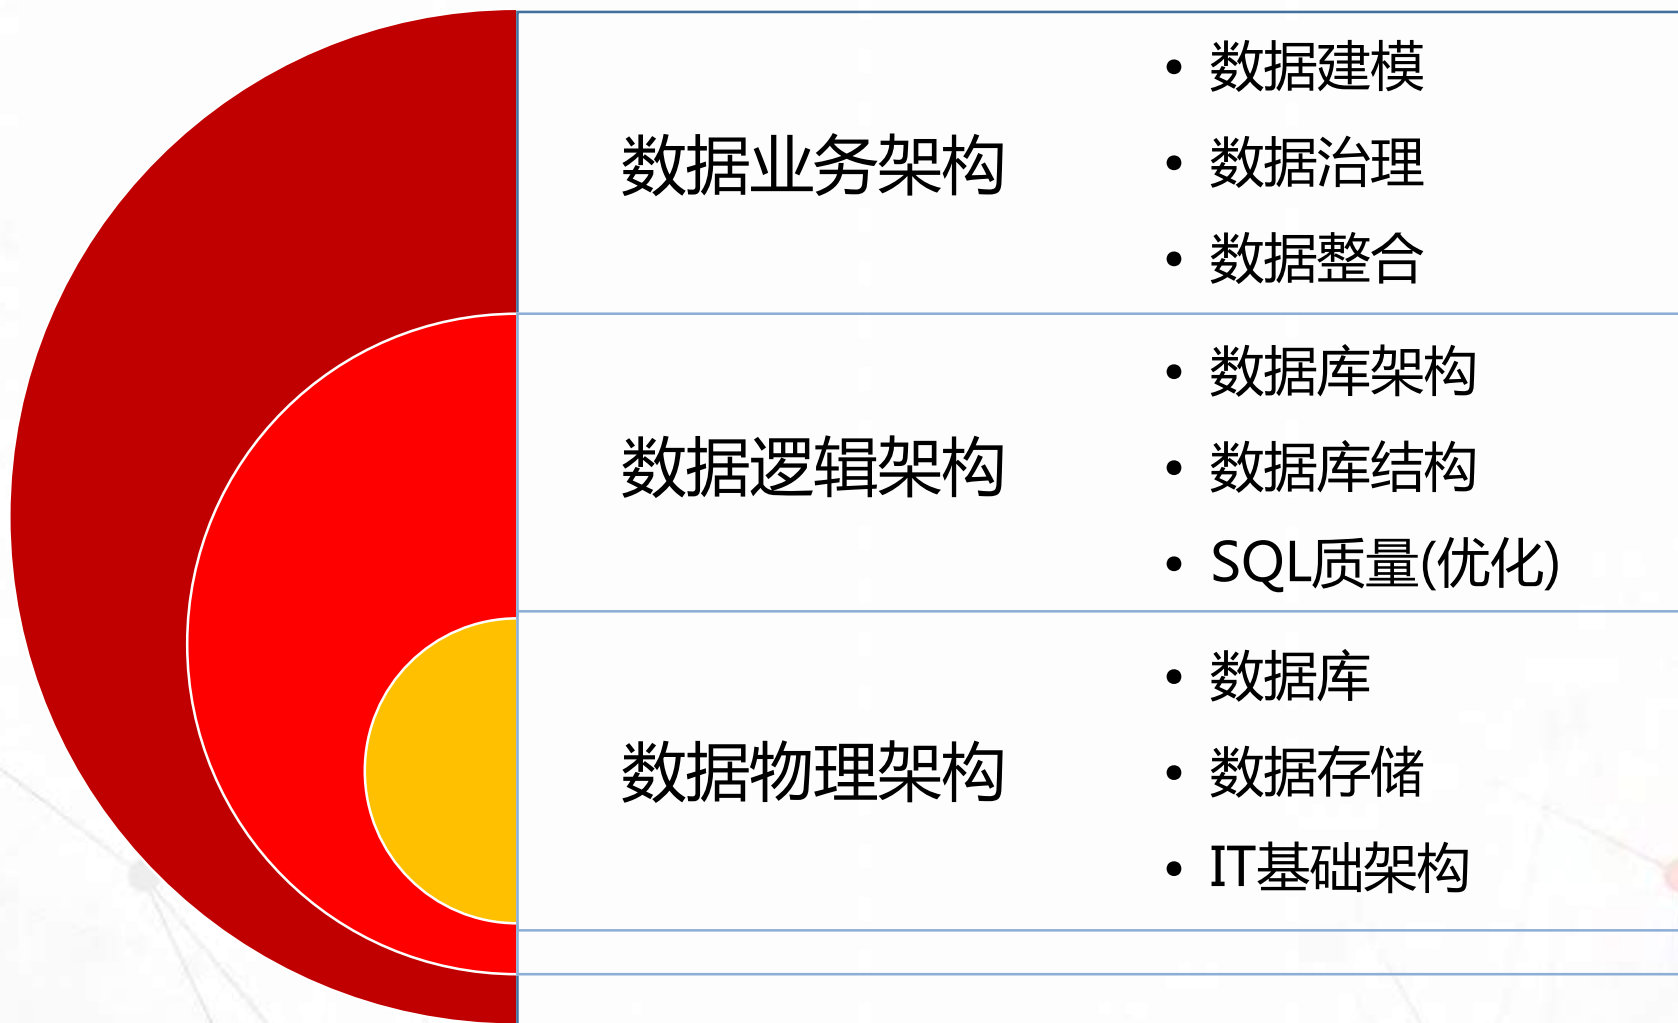 数据业务架构
• 数据建模
• 数据治理
• 数据整合
数据逻辑架构
• 数据库架构
• 数据库结构
• SQL质量(优化)
数据物理架构
• 数据库
• 数据存储
• IT基础架构